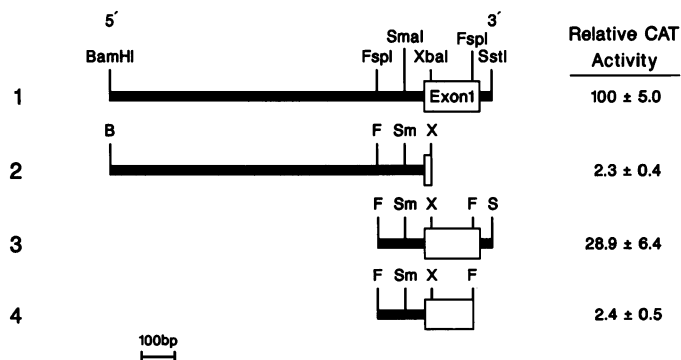 5´ 3´
Relative CAT
Activity
SmaI FspI
BamHI FspI XbaI SstI
1 Exon1 100 ± 5.0
B F Sm X
2 2.3 ± 0.4
F Sm X F S
3 28.9 ± 6.4
F Sm X F
4 2.4 ± 0.5
100bp